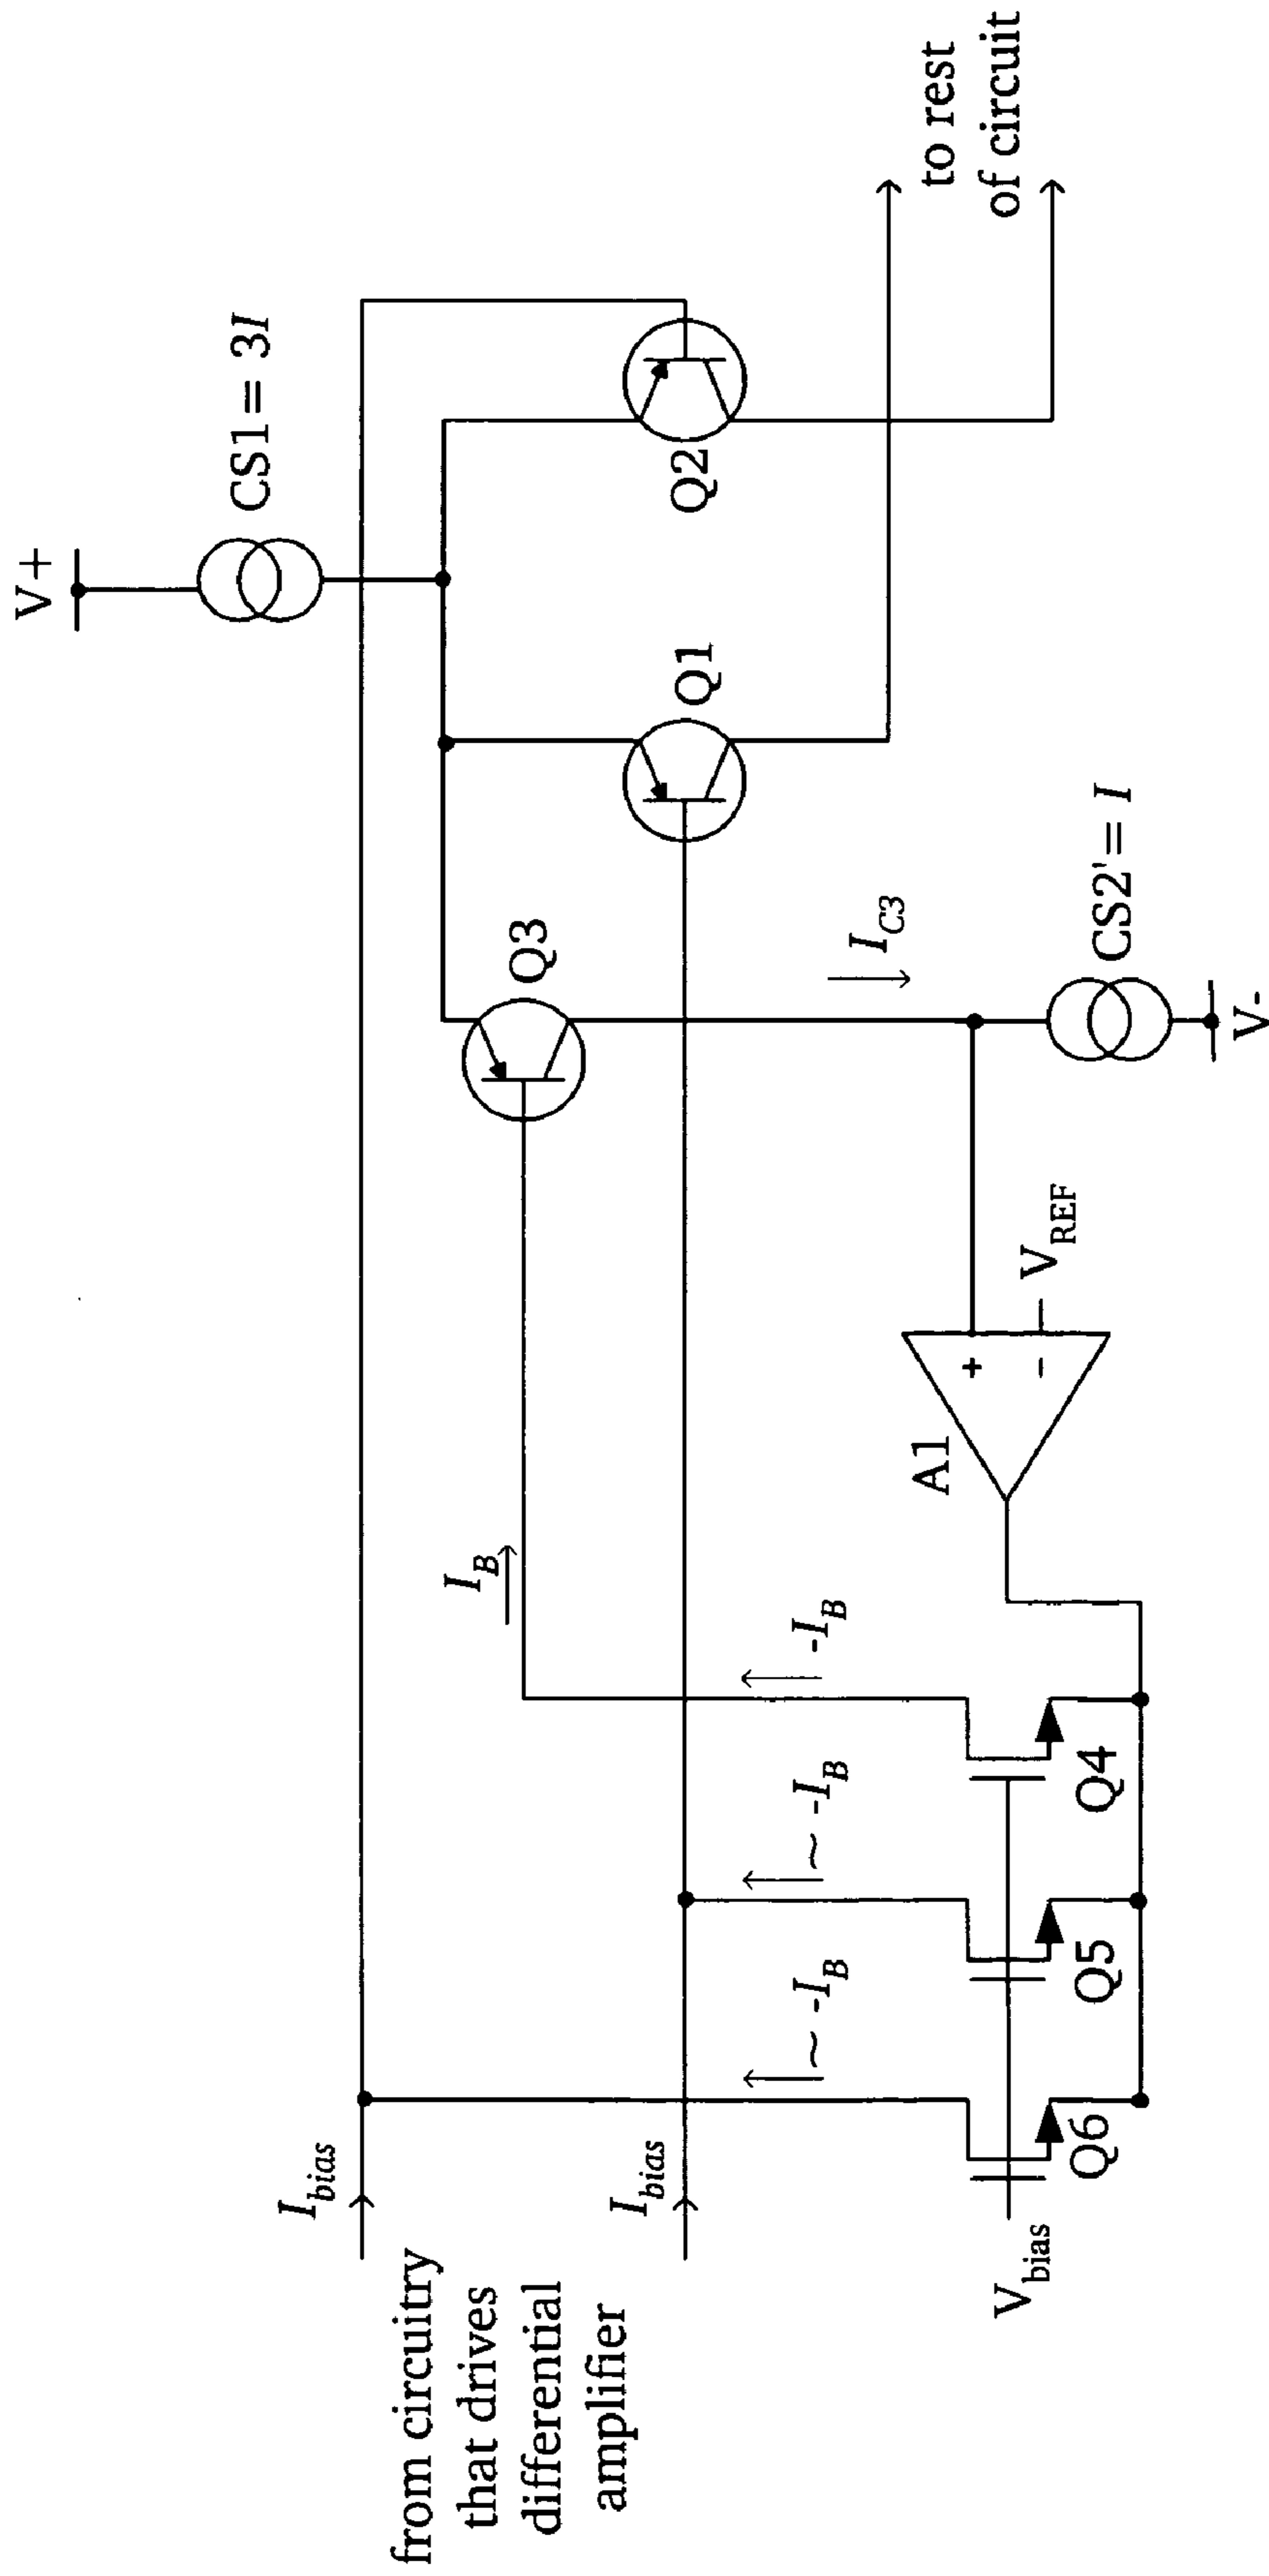 V+
CS1 = 3I
I_bias
from circuitry
that drives
differential
amplifier
I_bias
I_B
Q3
Q1
Q2
to rest
of circuit
~ -I_B
~ -I_B
-I_B
I_C3
A1
+
-
V_REF
CS2' = I
V_bias
Q6
Q5
Q4
V-